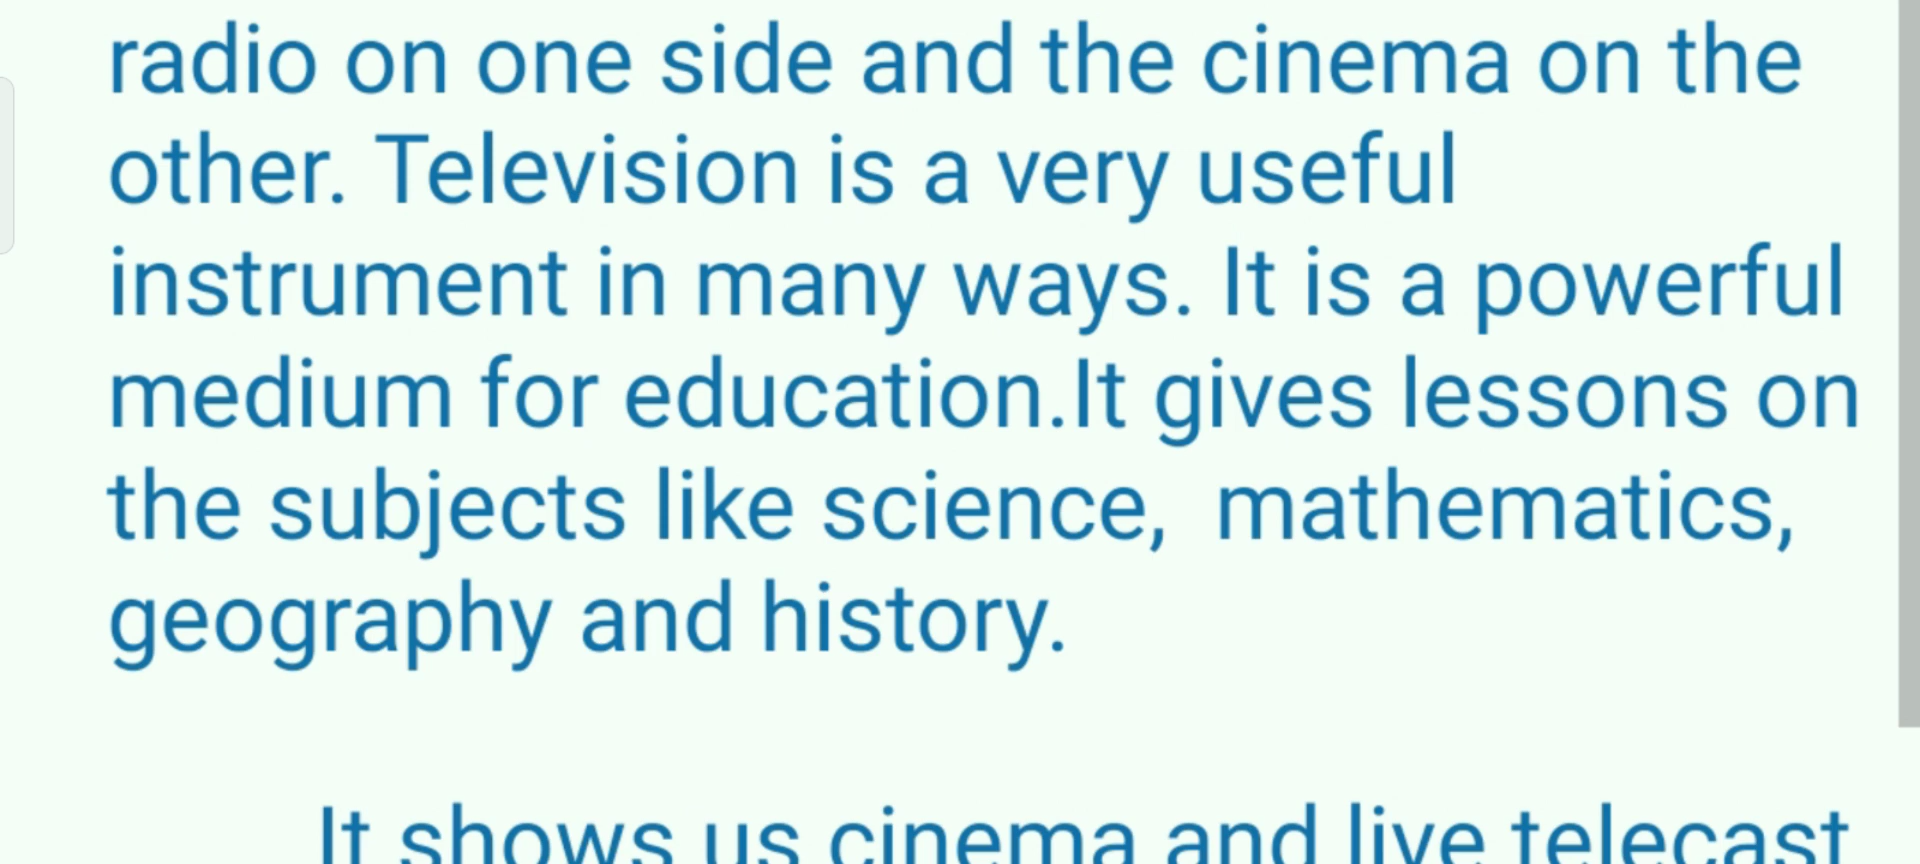 radio on one side and the cinema on the
other. Television is a very useful
instrument in many ways. It is a powerful
medium for education.It gives lessons on
the subjects like science,  mathematics,
geography and history.
It shows us cinema and live telecast